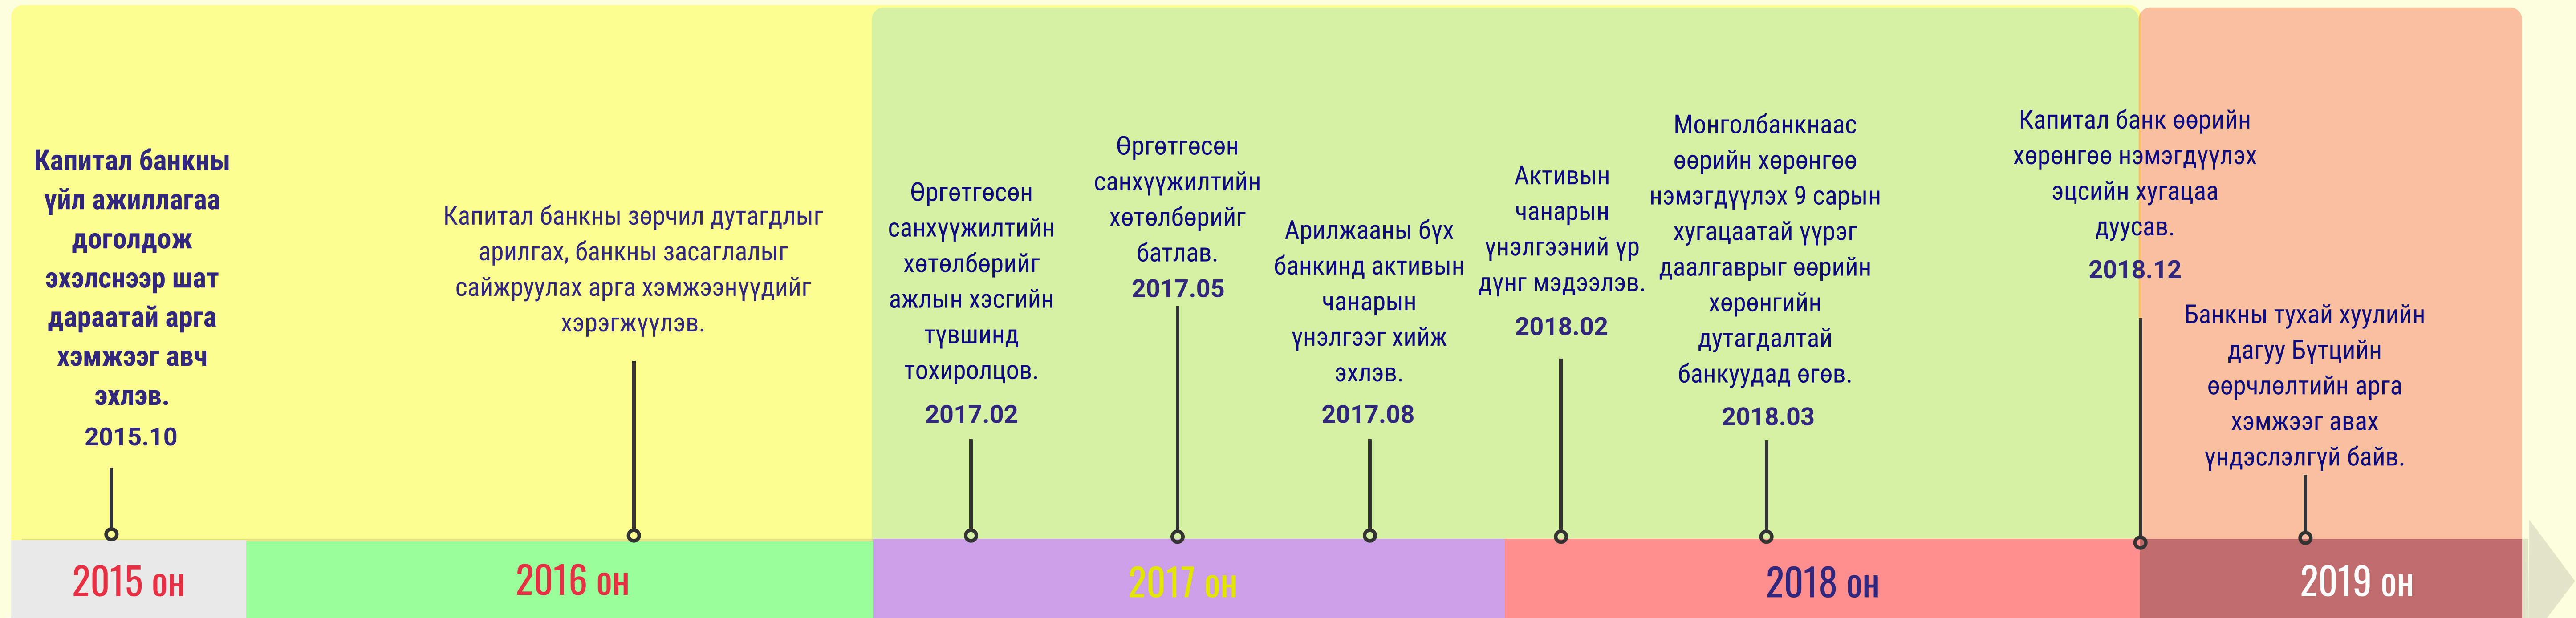 Капитал банкны
үйл ажиллагаа
доголдож
эхэлснээр шат
дараатай арга
хэмжээг авч
эхлэв.
2015.10
Капитал банкны зөрчил дутагдлыг
арилгах, банкны засаглалыг
сайжруулах арга хэмжээнүүдийг
хэрэгжүүлэв.
Өргөтгөсөн
санхүүжилтийн
хөтөлбөрийг
ажлын хэсгийн
түвшинд
тохиролцов.
2017.02
Өргөтгөсөн
санхүүжилтийн
хөтөлбөрийг
батлав.
2017.05
Арилжааны бүх
банкинд активын
чанарын
үнэлгээг хийж
эхлэв.
2017.08
Активын
чанарын
үнэлгээний үр
дүнг мэдээлэв.
2018.02
Монголбанкнаас
өөрийн хөрөнгөө
нэмэгдүүлэх 9 сарын
хугацаатай үүрэг
даалгаврыг өөрийн
хөрөнгийн
дутагдалтай
банкуудад өгөв.
2018.03
Капитал банк өөрийн
хөрөнгөө нэмэгдүүлэх
эцсийн хугацаа
дуусав.
2018.12
Банкны тухай хуулийн
дагуу Бүтцийн
өөрчлөлтийн арга
хэмжээг авах
үндэслэлгүй байв.
2015 он
2016 он
2017 он
2018 он
2019 он